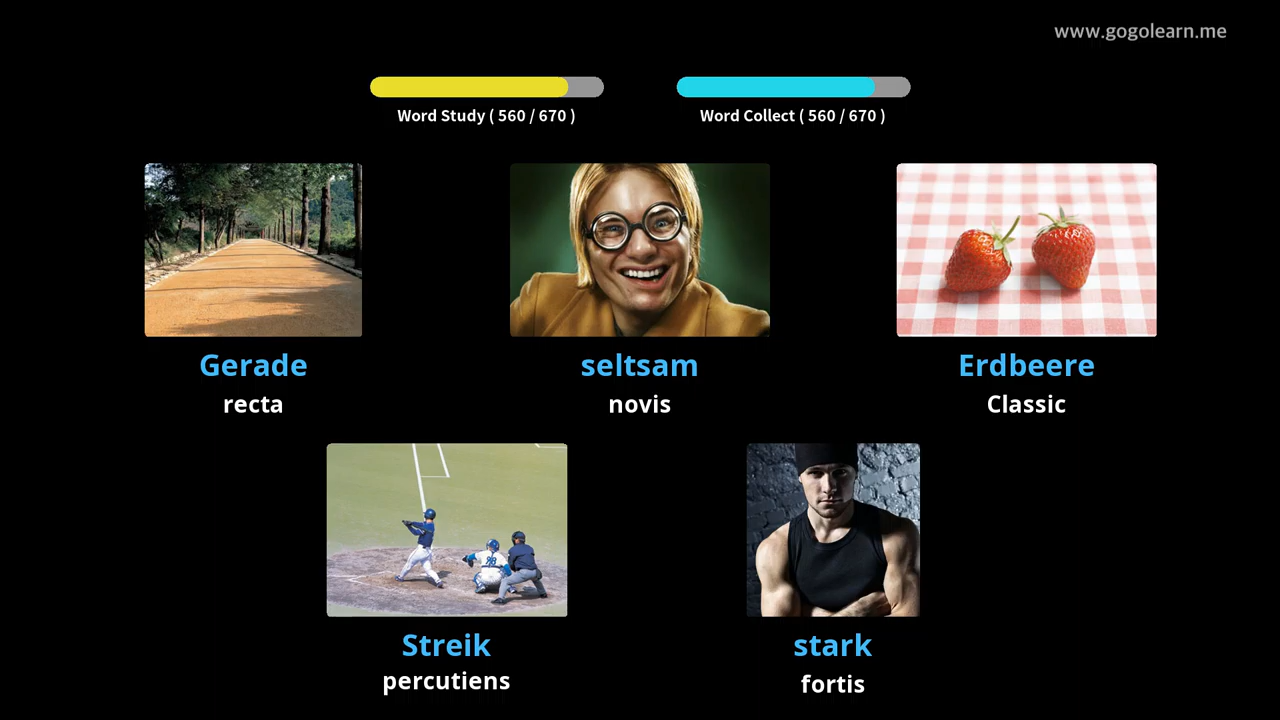 www.gogolearn.me
Word Study ( 560 / 670 )
Word Collect ( 560 / 670 )
Gerade
recta
seltsam
novis
Erdbeere
Classic
Streik
percutiens
stark
fortis